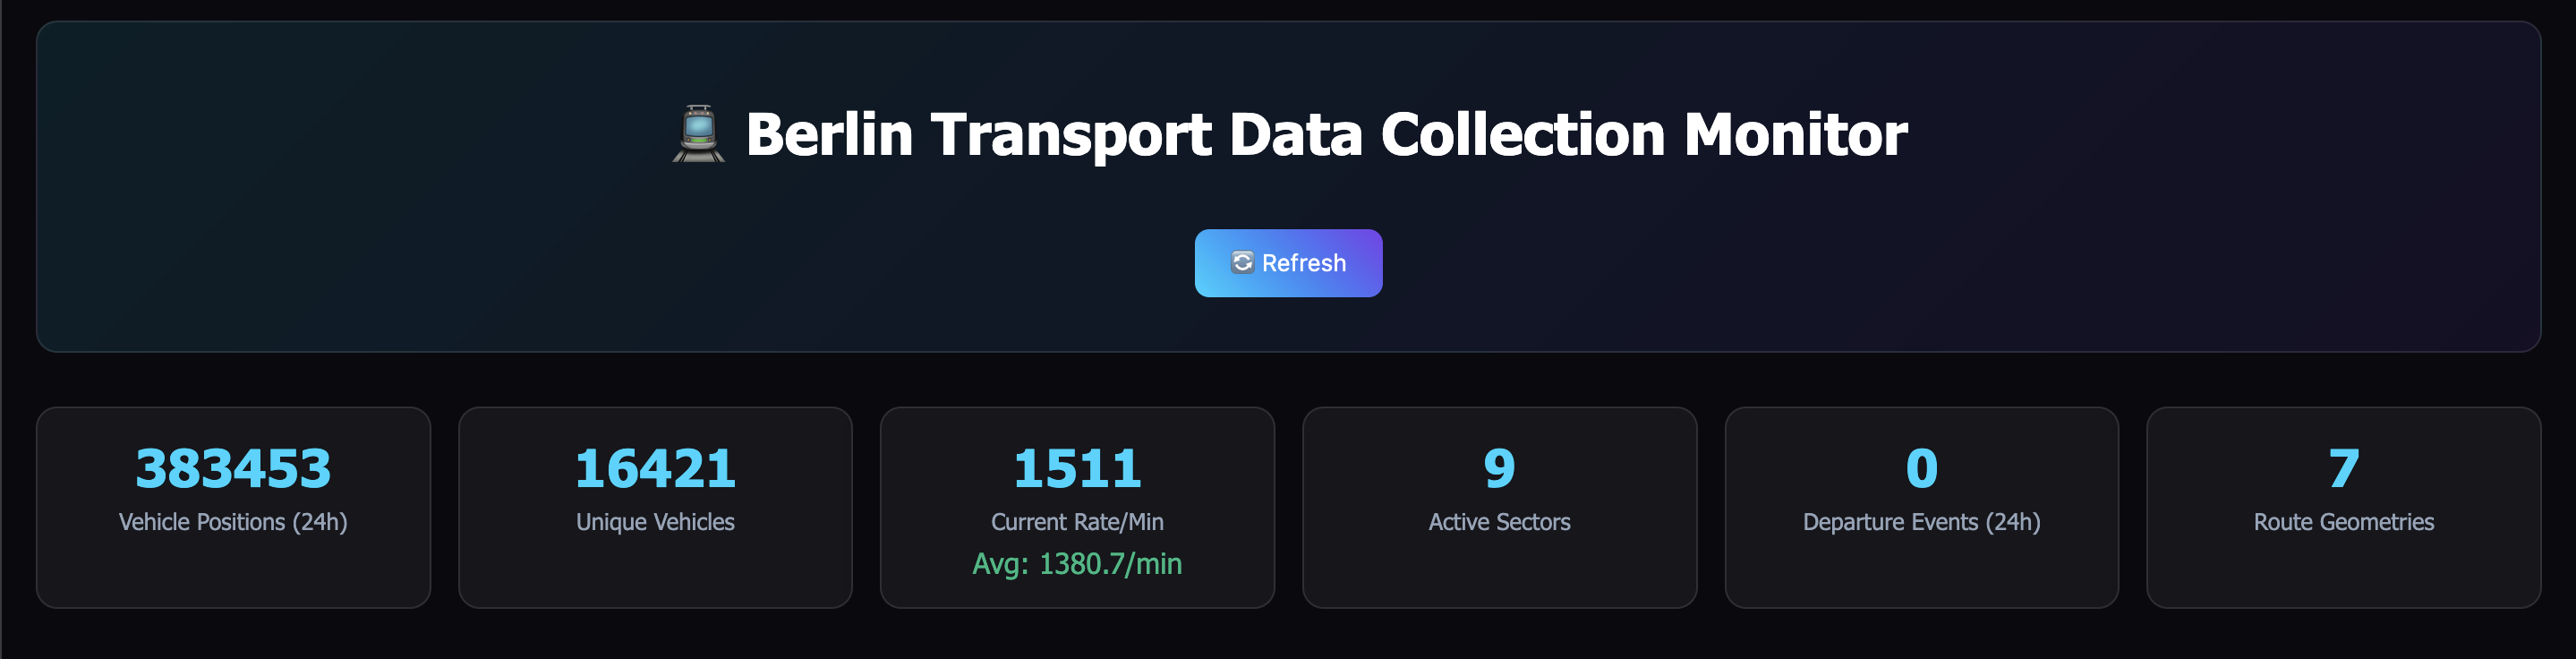 Berlin Transport Data Collection Monitor
Refresh
383453
Vehicle Positions (24h)
16421
Unique Vehicles
1511
Current Rate/Min
Avg: 1380.7/min
9
Active Sectors
0
Departure Events (24h)
7
Route Geometries